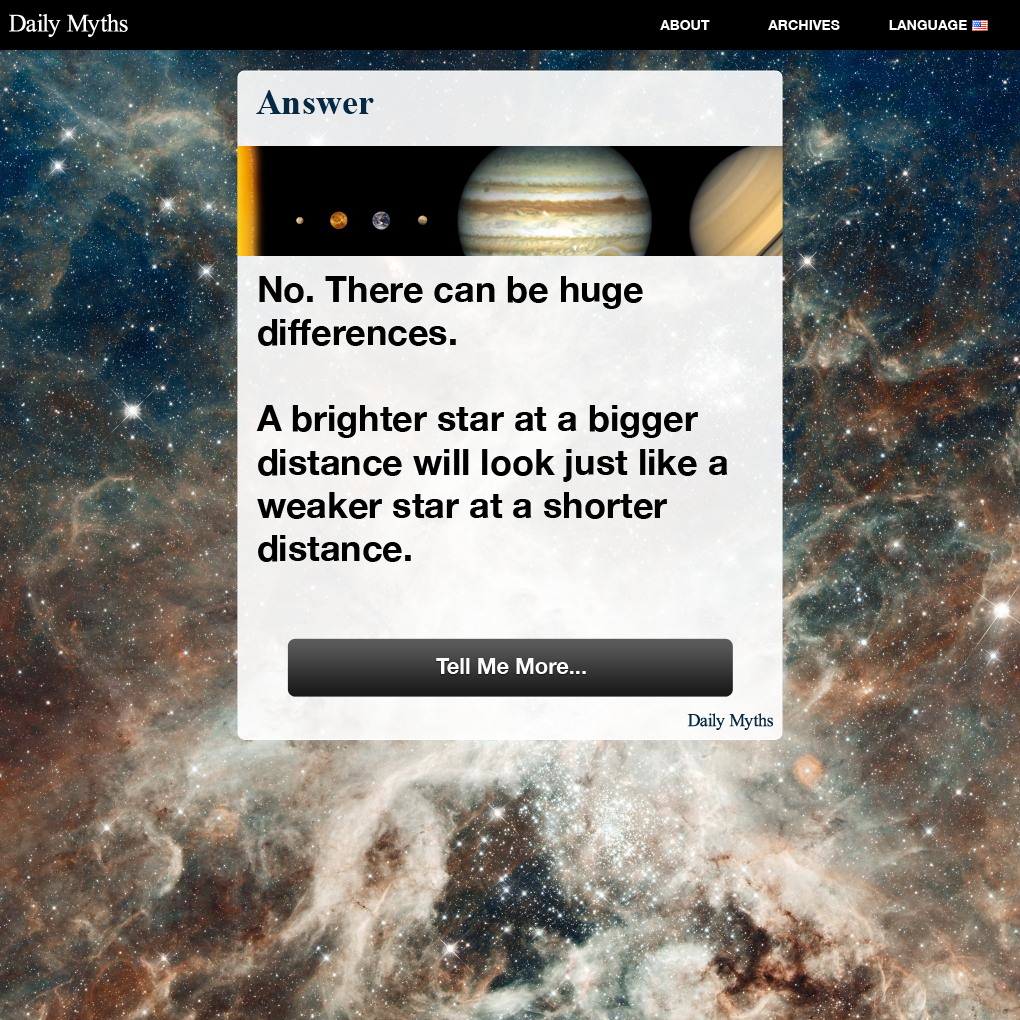 Daily Myths
ABOUT
ARCHIVES
LANGUAGE
Answer
No. There can be huge
differences.
A brighter star at a bigger
distance will look just like a
weaker star at a shorter
distance.
Tell Me More...
Daily Myths